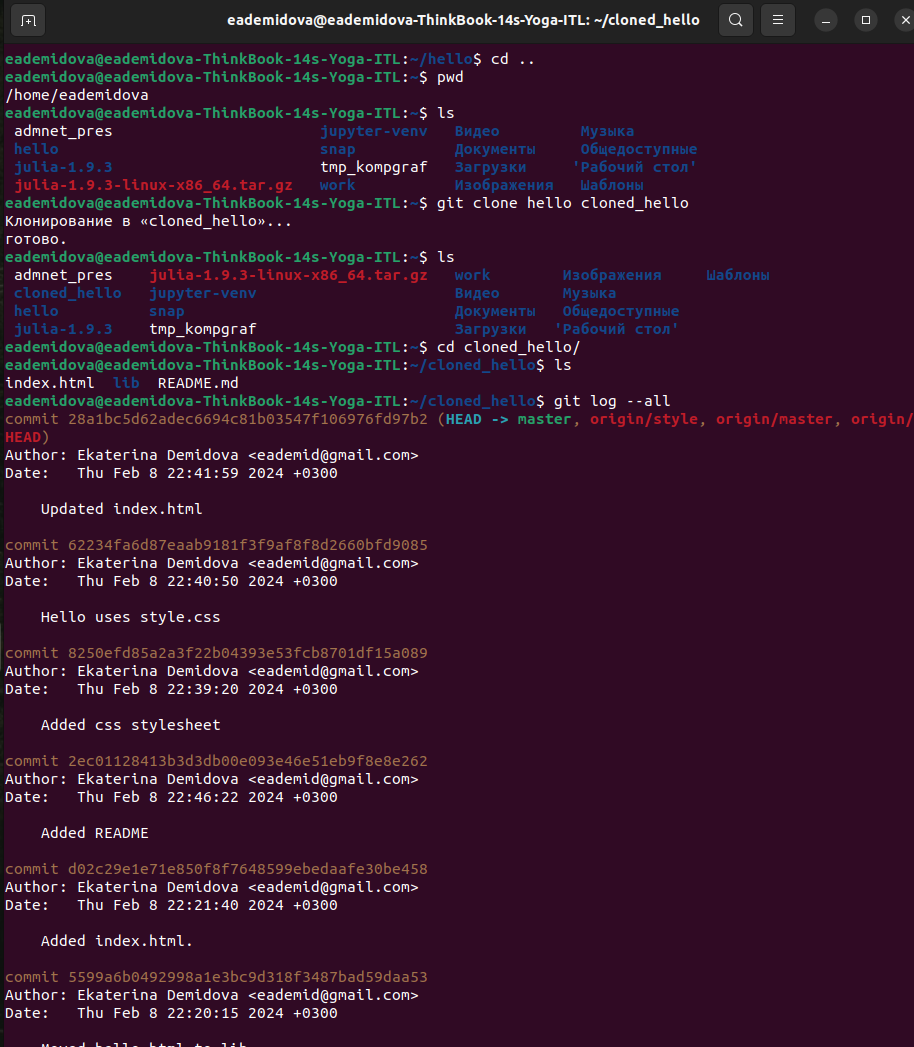 eademidova@eademidova-ThinkBook-14s-Yoga-ITL: ~/cloned_hello
eademidova@eademidova-ThinkBook-14s-Yoga-ITL:~/hello$ cd ..
eademidova@eademidova-ThinkBook-14s-Yoga-ITL:~$ pwd
/home/eademidova
eademidova@eademidova-ThinkBook-14s-Yoga-ITL:~$ ls
admnet_pres jupyter-venv Видео Музыка
hello snap Документы Общедоступные
julia-1.9.3 tmp_kompgraf Загрузки 'Рабочий стол'
julia-1.9.3-linux-x86_64.tar.gz work Изображения Шаблоны
eademidova@eademidova-ThinkBook-14s-Yoga-ITL:~$ git clone hello cloned_hello
Клонирование в «cloned_hello»...
готово.
eademidova@eademidova-ThinkBook-14s-Yoga-ITL:~$ ls
admnet_pres julia-1.9.3-linux-x86_64.tar.gz work Изображения Шаблоны
cloned_hello jupyter-venv Видео Музыка
hello snap Документы Общедоступные
julia-1.9.3 tmp_kompgraf Загрузки 'Рабочий стол'
eademidova@eademidova-ThinkBook-14s-Yoga-ITL:~$ cd cloned_hello/
eademidova@eademidova-ThinkBook-14s-Yoga-ITL:~/cloned_hello$ ls
index.html lib README.md
eademidova@eademidova-ThinkBook-14s-Yoga-ITL:~/cloned_hello$ git log --all
commit 28a1bc5d62adec6694c81b03547f106976fd97b2 (HEAD -> master, origin/style, origin/master, origin/
HEAD)
Author: Ekaterina Demidova <eademid@gmail.com>
Date: Thu Feb 8 22:41:59 2024 +0300
Updated index.html
commit 62234fa6d87eaab9181f3f9af8f8d2660bfd9085
Author: Ekaterina Demidova <eademid@gmail.com>
Date: Thu Feb 8 22:40:50 2024 +0300
Hello uses style.css
commit 8250efd85a2a3f22b04393e53fcb8701df15a089
Author: Ekaterina Demidova <eademid@gmail.com>
Date: Thu Feb 8 22:39:20 2024 +0300
Added css stylesheet
commit 2ec01128413b3d3db00e093e46e51eb9f8e8e262
Author: Ekaterina Demidova <eademid@gmail.com>
Date: Thu Feb 8 22:46:22 2024 +0300
Added README
commit d02c29e1e71e850f8f7648599ebedaafe30be458
Author: Ekaterina Demidova <eademid@gmail.com>
Date: Thu Feb 8 22:21:40 2024 +0300
Added index.html.
commit 5599a6b0492998a1e3bc9d318f3487bad59daa53
Author: Ekaterina Demidova <eademid@gmail.com>
Date: Thu Feb 8 22:20:15 2024 +0300
Moved hello.html to lib